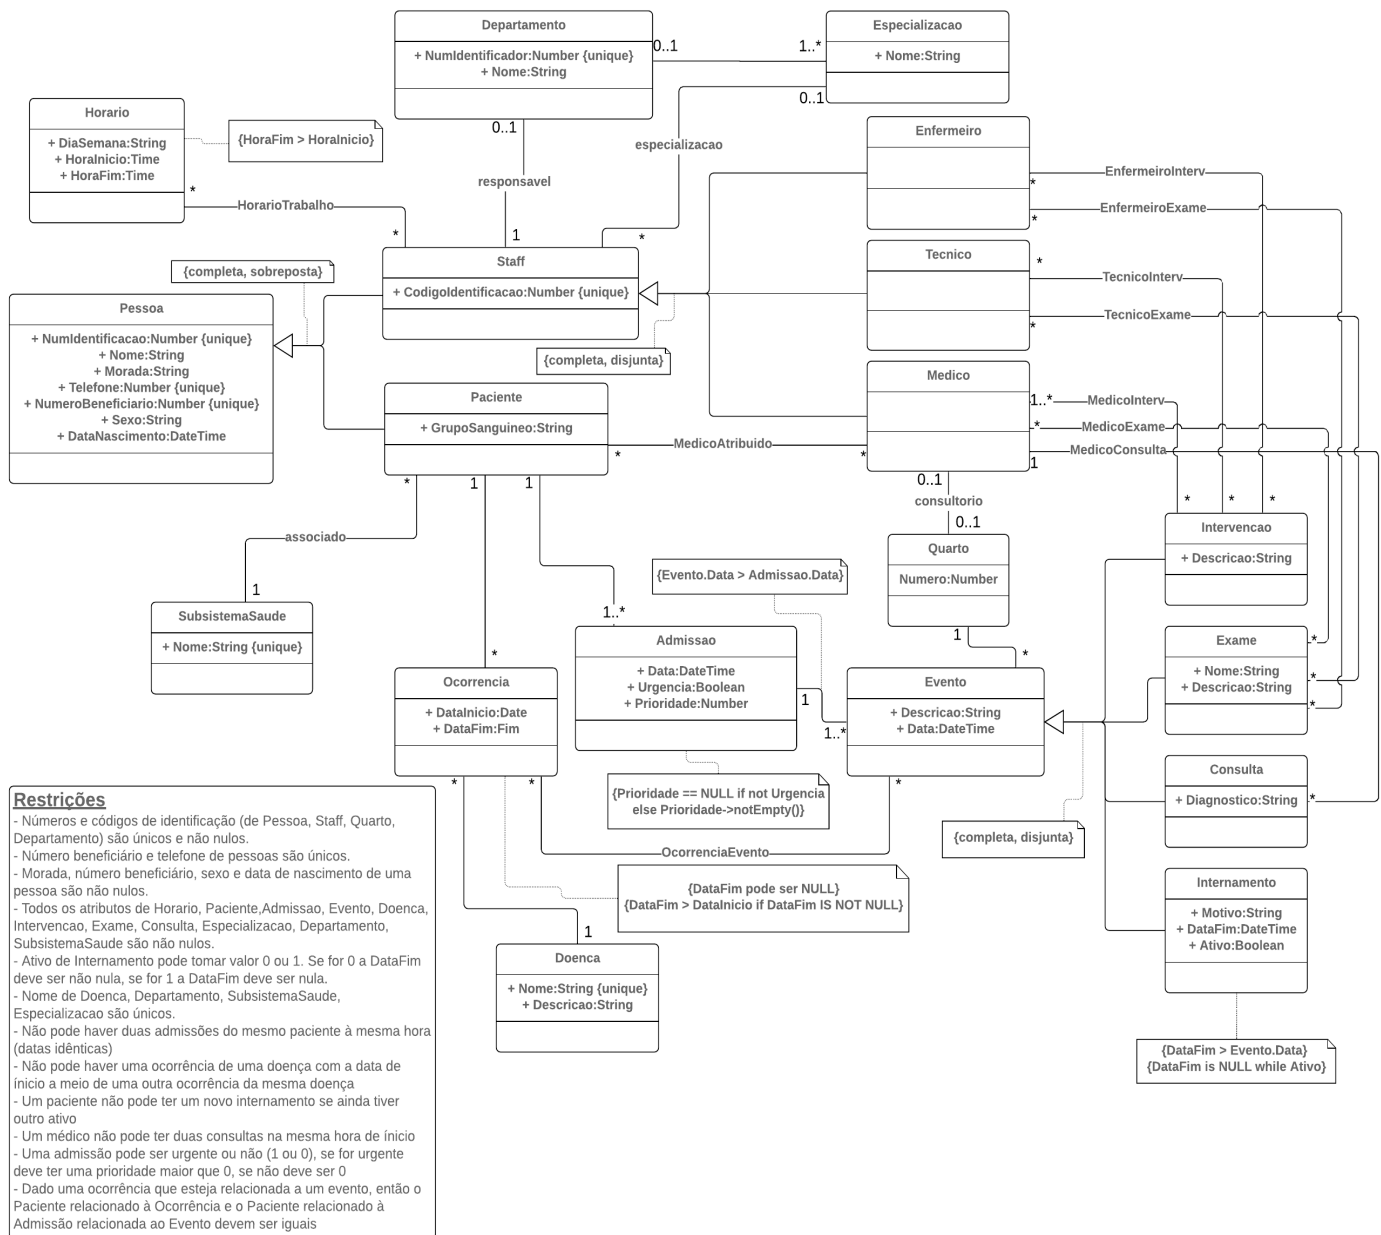 Departamento
+ NumIdentificador:Number {unique}
+ Nome:String
0..1
1..*
Especializacao
+ Nome:String
0..1
Horario
+ DiaSemana:String
+ HoraInicio:Time
+ HoraFim:Time
*
{HoraFim > HoraInicio}
HorarioTrabalho
*
0..1
responsavel
1
especializacao
*
Enfermeiro
*
*
EnfermeiroInterv
EnfermeiroExame
Staff
+ CodigoIdentificacao:Number {unique}
Tecnico
*
*
TecnicoInterv
TecnicoExame
{completa, sobreposta}
{completa, disjunta}
Pessoa
+ NumIdentificacao:Number {unique}
+ Nome:String
+ Morada:String
+ Telefone:Number {unique}
+ NumeroBeneficiario:Number {unique}
+ Sexo:String
+ DataNascimento:DateTime
Paciente
+ GrupoSanguineo:String
*
MedicoAtribuido
*
Medico
1..*
MedicoInterv
*
MedicoExame
1
MedicoConsulta
0..1
consultorio
0..1
*
1
1
associado
1
SubsistemaSaude
+ Nome:String {unique}
*
*
*
Intervencao
+ Descricao:String
Quarto
Numero:Number
1
*
{Evento.Data > Admissao.Data}
1..*
Admissao
+ Data:DateTime
+ Urgencia:Boolean
+ Prioridade:Number
1
1..*
*
Ocorrencia
+ DataInicio:Date
+ DataFim:Fim
*
*
Evento
+ Descricao:String
+ Data:DateTime
*
Exame
+ Nome:String
+ Descricao:String
*
*
*
Consulta
+ Diagnostico:String
*
{Prioridade == NULL if not Urgencia
else Prioridade->notEmpty()}
{completa, disjunta}
OcorrenciaEvento
{DataFim pode ser NULL}
{DataFim > DataInicio if DataFim IS NOT NULL}
1
Doenca
+ Nome:String {unique}
+ Descricao:String
Internamento
+ Motivo:String
+ DataFim:DateTime
+ Ativo:Boolean
{DataFim > Evento.Data}
{DataFim is NULL while Ativo}
Restrições
- Números e códigos de identificação (de Pessoa, Staff, Quarto,
Departamento) são únicos e não nulos.
- Número beneficiário e telefone de pessoas são únicos.
- Morada, número beneficiário, sexo e data de nascimento de uma
pessoa são não nulos.
- Todos os atributos de Horario, Paciente,Admissao, Evento, Doenca,
Intervencao, Exame, Consulta, Especializacao, Departamento,
SubsistemaSaude são não nulos.
- Ativo de Internamento pode tomar valor 0 ou 1. Se for 0 a DataFim
deve ser não nula, se for 1 a DataFim deve ser nula.
- Nome de Doenca, Departamento, SubsistemaSaude,
Especializacao são únicos.
- Não pode haver duas admissões do mesmo paciente à mesma hora
(datas idênticas)
- Não pode haver uma ocorrência de uma doença com a data de
ínicio a meio de uma outra ocorrência da mesma doença
- Um paciente não pode ter um novo internamento se ainda tiver
outro ativo
- Um médico não pode ter duas consultas na mesma hora de ínicio
- Uma admissão pode ser urgente ou não (1 ou 0), se for urgente
deve ter uma prioridade maior que 0, se não deve ser 0
- Dado uma ocorrência que esteja relacionada a um evento, então o
Paciente relacionado à Ocorrência e o Paciente relacionado à
Admissão relacionada ao Evento devem ser iguais